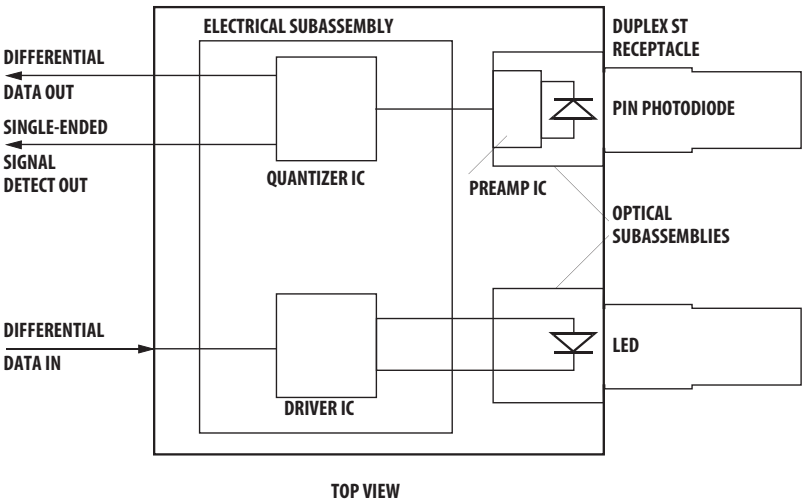 ELECTRICAL SUBASSEMBLY
DUPLEX ST
RECEPTACLE
DIFFERENTIAL
DATA OUT
SINGLE-ENDED
SIGNAL
DETECT OUT
QUANTIZER IC
PREAMP IC
PIN PHOTODIODE
OPTICAL
SUBASSEMBLIES
DIFFERENTIAL
DATA IN
DRIVER IC
LED
TOP VIEW